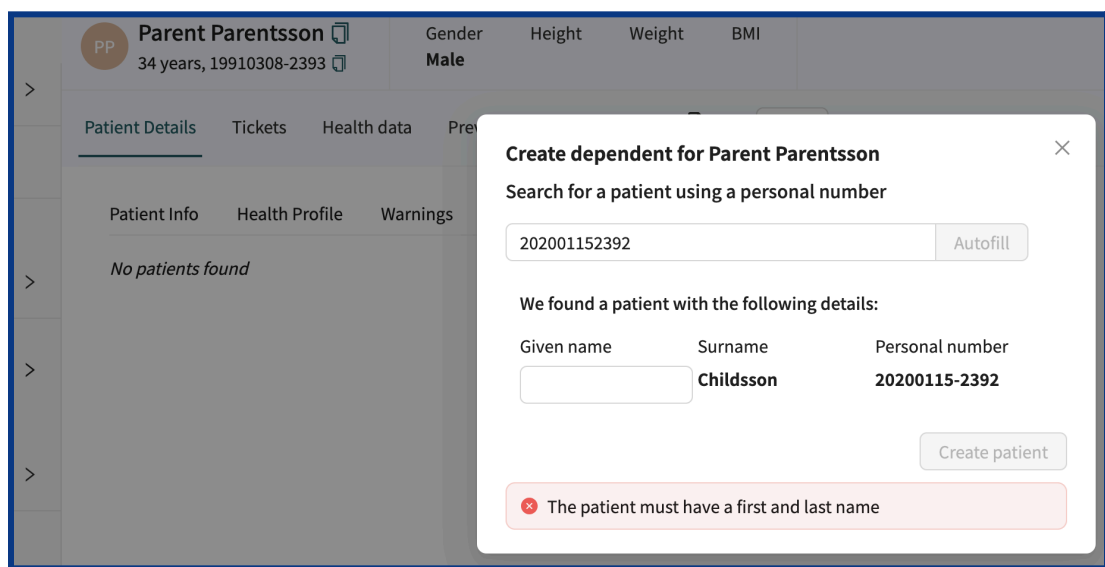 PP
Parent Parentsson
34 years, 19910308-2393
Gender Height Weight BMI
Male
Patient Details Tickets Health data
Create dependent for Parent Parentsson
Search for a patient using a personal number
202001152392 Autofill
We found a patient with the following details:
Given name Surname Personal number
Childsson 20200115-2392
Create patient
The patient must have a first and last name
Patient Info Health Profile Warnings
No patients found